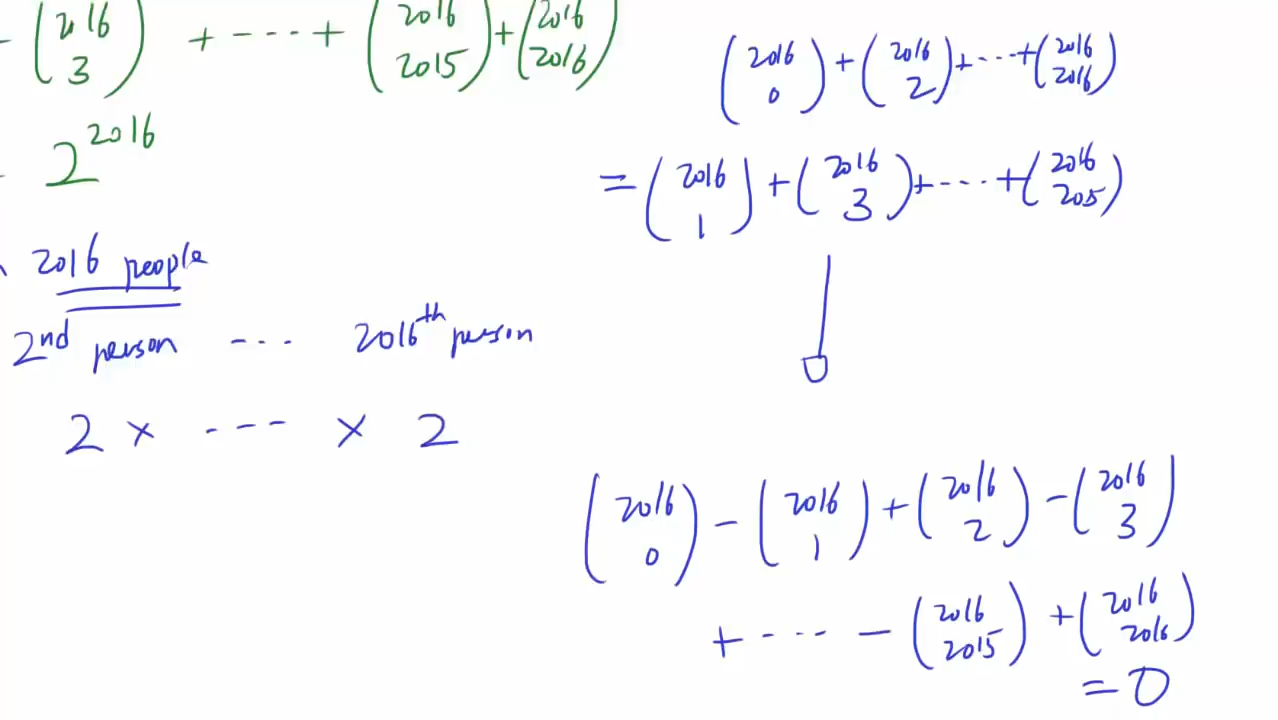 - (2016 3) + ---- + (2016 2015) + (2016 2016)
- 2^2016
2016 people
2nd person --- 2016th person
2 × --- × 2
(2016 0) + (2016 2) + --- + (2016 2016)
= (2016 1) + (2016 3) + --- + (2016 205)
(2016 0) - (2016 1) + (2016 2) - (2016 3)
+ ---- - (2016 2015) + (2016 2016)
= 0